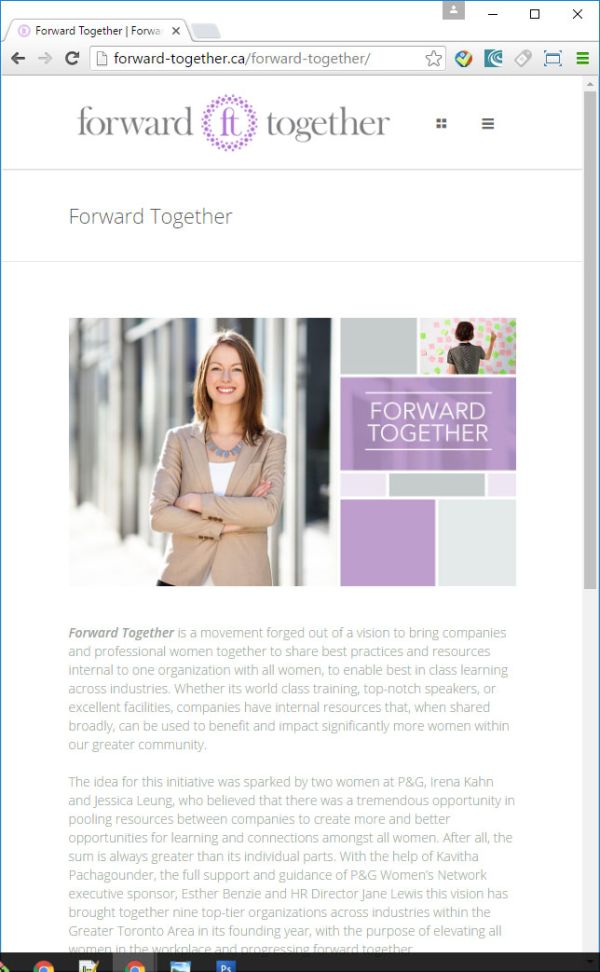 Forward Together | Forwa
forward-together.ca/forward-together/
forward ft together
Forward Together
FORWARD
TOGETHER
Forward Together is a movement forged out of a vision to bring companies
and professional women together to share best practices and resources
internal to one organization with all women, to enable best in class learning
across industries. Whether its world class training, top-notch speakers, or
excellent facilities, companies have internal resources that, when shared
broadly, can be used to benefit and impact significantly more women within
our greater community.
The idea for this initiative was sparked by two women at P&G, Irena Kahn
and Jessica Leung, who believed that there was a tremendous opportunity in
pooling resources between companies to create more and better
opportunities for learning and connections amongst all women. After all, the
sum is always greater than its individual parts. With the help of Kavitha
Pachagounder, the full support and guidance of P&G Women's Network
executive sponsor, Esther Benzie and HR Director Jane Lewis this vision has
brought together nine top-tier organizations across industries within the
Greater Toronto Area in its founding year, with the purpose of elevating all
women in the workplace and progressing forward together.
Ps